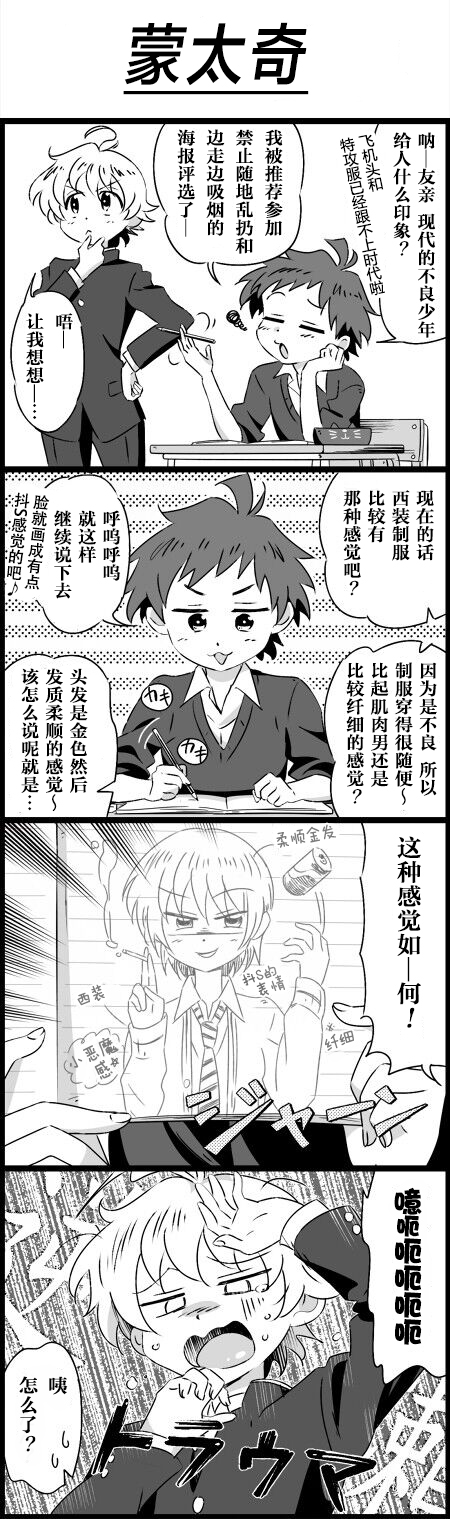 蒙太奇
呐—友亲 现代的不良少年
给人什么印象？
飞机头和
特攻服已经跟不上时代啦
我被推荐参加
禁止随地乱扔和
边走边吸烟的
海报评选了—
唔—
让我想想—…
现在的话
西装制服
比较有
那种感觉吧？
因为是不良 所以
制服穿得很随便～
比起肌肉男还是
比较纤细的感觉？
呼呜呼呜
就这样
继续说下去
脸就画成有点
抖S感觉的吧♪
カキ
カキ
头发是金色然后
发质柔顺的感觉～
该怎么说呢就是…
这种感觉如—何！
柔顺金发
西装
抖S的
表情
小恶魔
感☆
纤细
ジャーン
噫呃呃呃呃呃
咦
怎么了？
トラウマァ